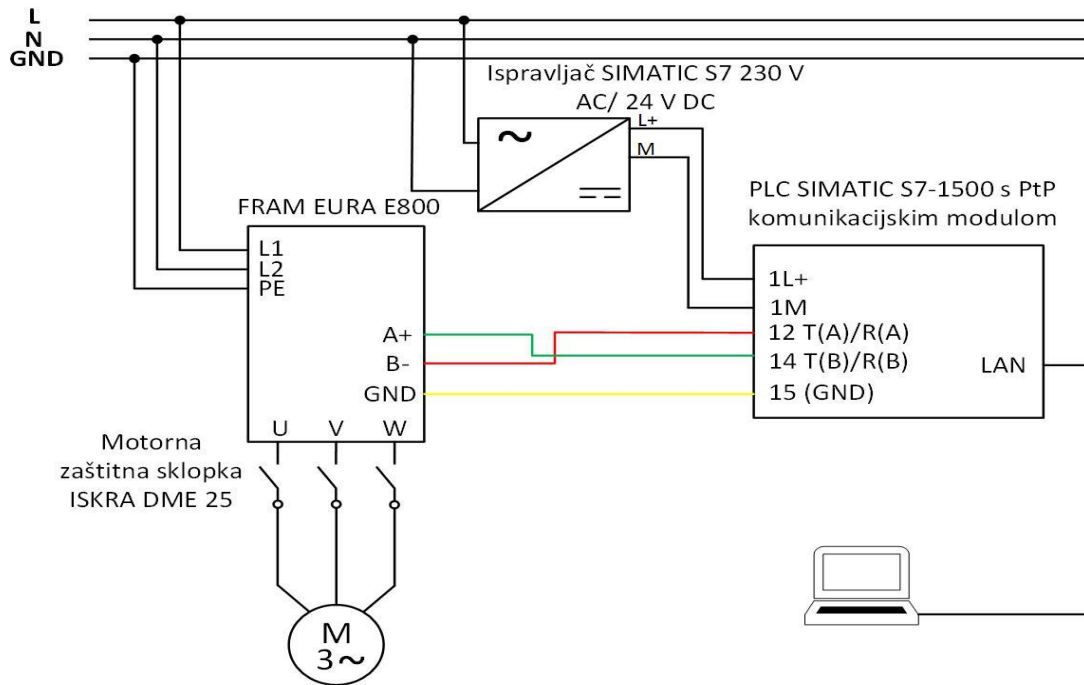 L
N
GND
Ispravljač SIMATIC S7 230 V
AC/ 24 V DC
L+
M
PLC SIMATIC S7-1500 s PtP
komunikacijskim modulom
FRAM EURA E800
L1
L2
PE
A+
B-
GND
U V W
1L+
1M
12 T(A)/R(A)
14 T(B)/R(B)
15 (GND)
LAN
Motorna
zaštitna sklopka
ISKRA DME 25
M
3~